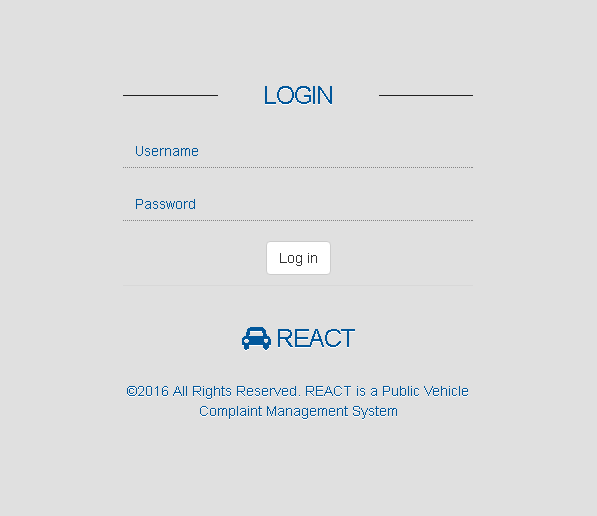 LOGIN
Username
Password
Log in
REACT
©2016 All Rights Reserved. REACT is a Public Vehicle
Complaint Management System